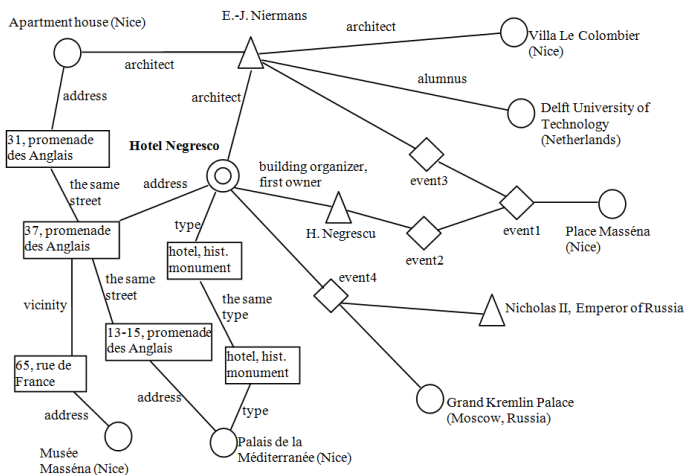 E.-J. Niermans
Apartment house (Nice)
architect
Villa Le Colombier
(Nice)
architect
alumnus
address
architect
Delft University of
Technology
(Netherlands)
31, promenade
des Anglais
Hotel Negresco
event3
the same
street
address
building organizer,
first owner
37, promenade
des Anglais
type
H. Negrescu
event2
event1
Place Masséna
(Nice)
hotel, hist.
monument
event4
vicinity
the same
street
the same
type
Nicholas II, Emperor of Russia
13-15, promenade
des Anglais
65, rue de
France
hotel, hist.
monument
address
address
type
Grand Kremlin Palace
(Moscow, Russia)
Musée
Masséna (Nice)
Palais de la
Méditerranée (Nice)